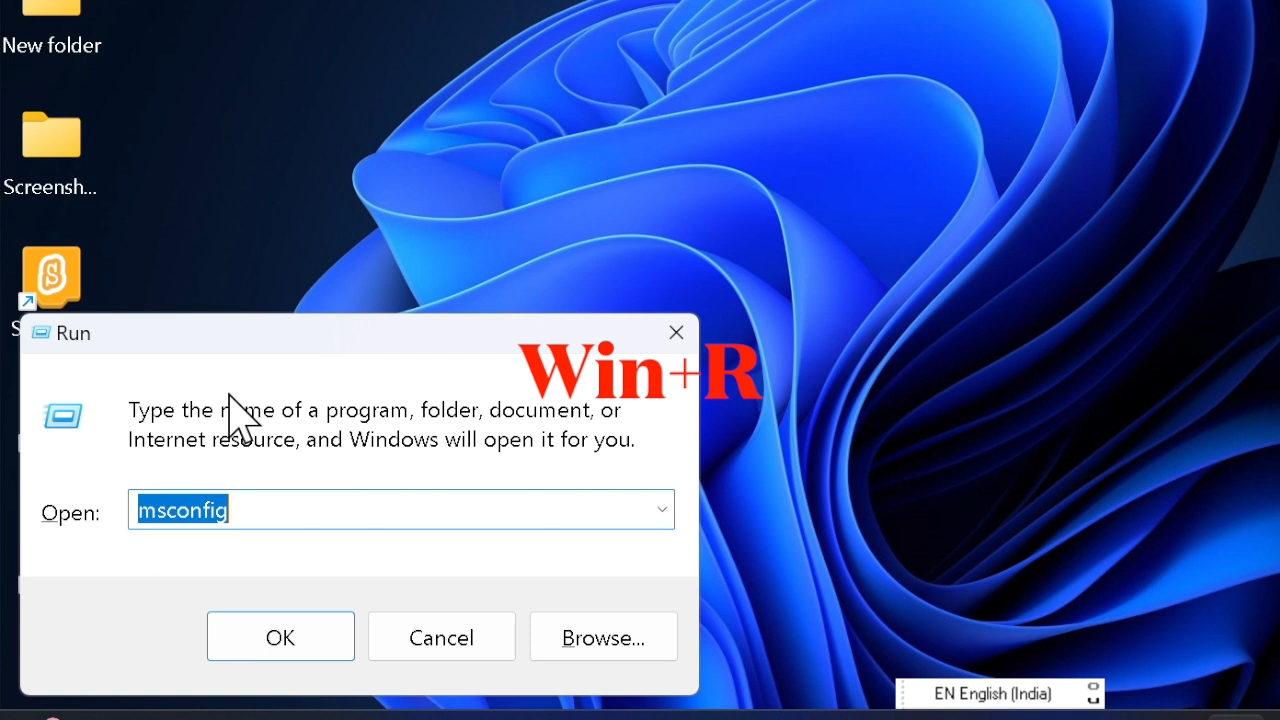 New folder
Screensh...
S
Run
Win+R
Type the name of a program, folder, document, or
Internet resource, and Windows will open it for you.
Open:
msconfig
OK
Cancel
Browse...
EN English (India)